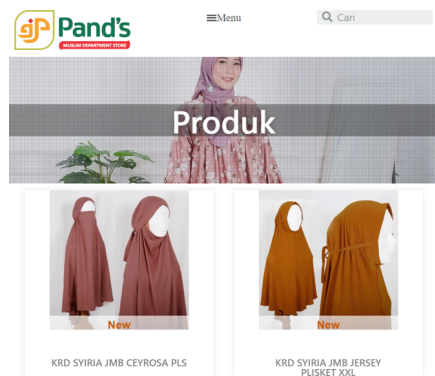 Pand's
MUSLIM DEPARTMENT STORE
Menu
Cari
Produk
New
New
KRD SYIRIA JMB CEYROSA PLS
KRD SYIRIA JMB JERSEY
PLISKET XXL